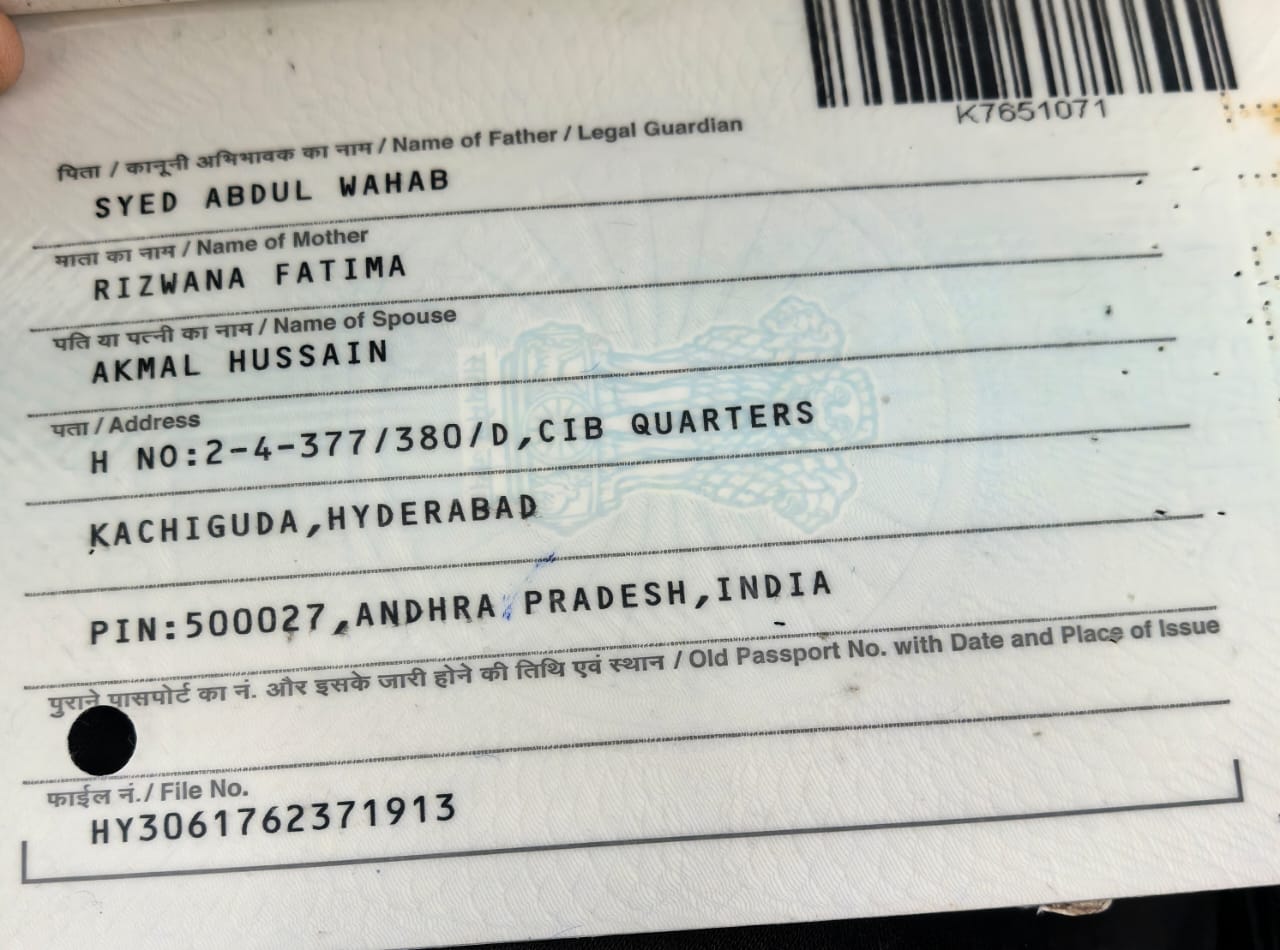 K7651071
पिता / कानूनी अभिभावक का नाम / Name of Father / Legal Guardian
SYED ABDUL WAHAB
माता का नाम / Name of Mother
RIZWANA FATIMA
पति या पत्नी का नाम / Name of Spouse
AKMAL HUSSAIN
पता / Address
H NO:2-4-377/380/D,CIB QUARTERS
KACHIGUDA,HYDERABAD
PIN:500027,ANDHRA PRADESH,INDIA
पुराने पासपोर्ट का नं. और इसके जारी होने की तिथि एवं स्थान / Old Passport No. with Date and Place of Issue
फाईल नं./ File No.
HY3061762371913